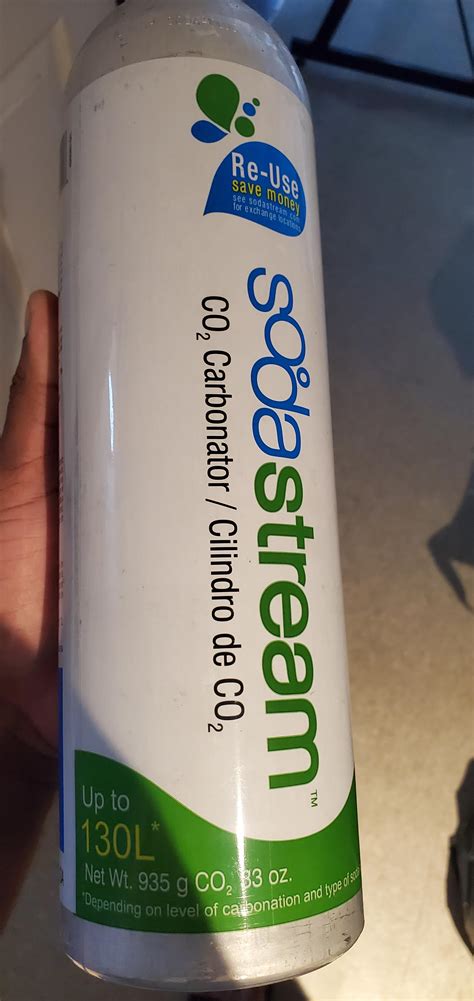 Re-Use
save money
see sodastream.com
for exchange locations
sodastream™
CO₂ Carbonator / Cilindro de CO₂
Up to
130L*
Net Wt. 935 g CO₂ 33 oz.
*Depending on level of carbonation and type of